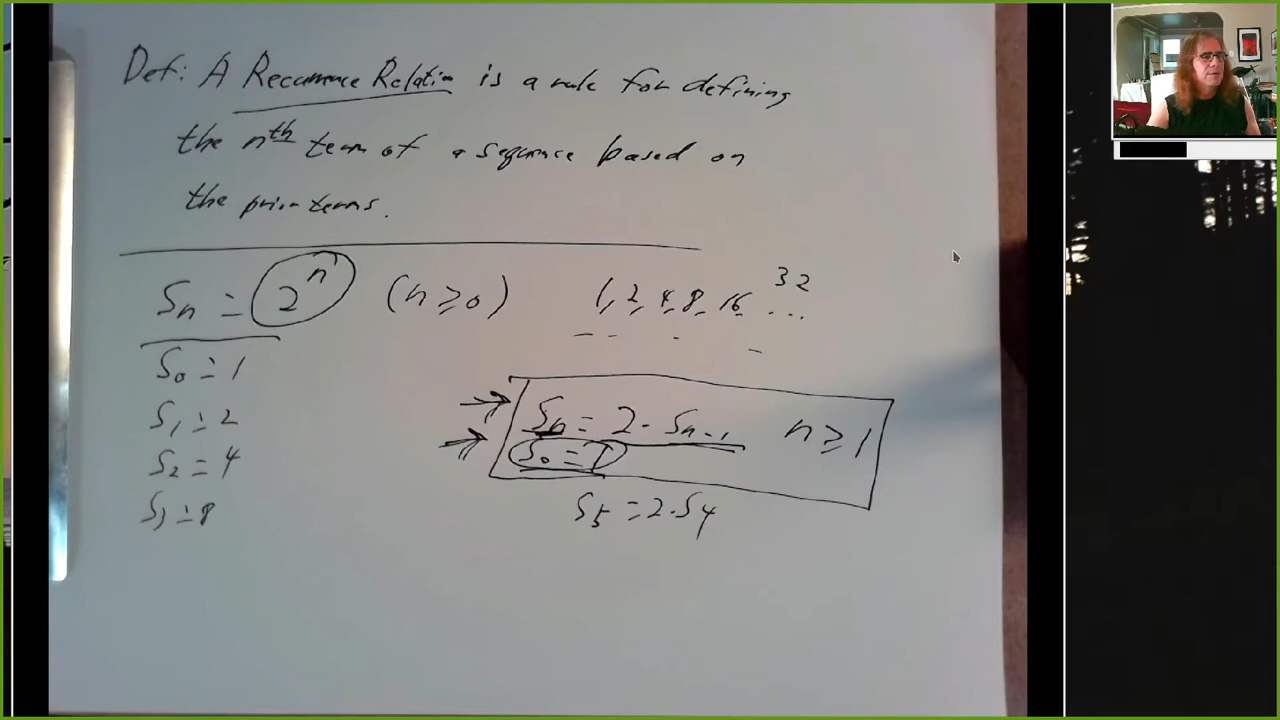 Def: A Recurrence Relation is a rule for defining
the nth term of a sequence based on
the prior terms.
Sn = 2^n (n ≥ 0) 1, 2, 4, 8, 16, ... 32
S0 = 1
S1 = 2
S2 = 4
S3 = 8
Sn = 2 · Sn-1 n ≥ 1
S0 = 1
S5 = 2 · S4